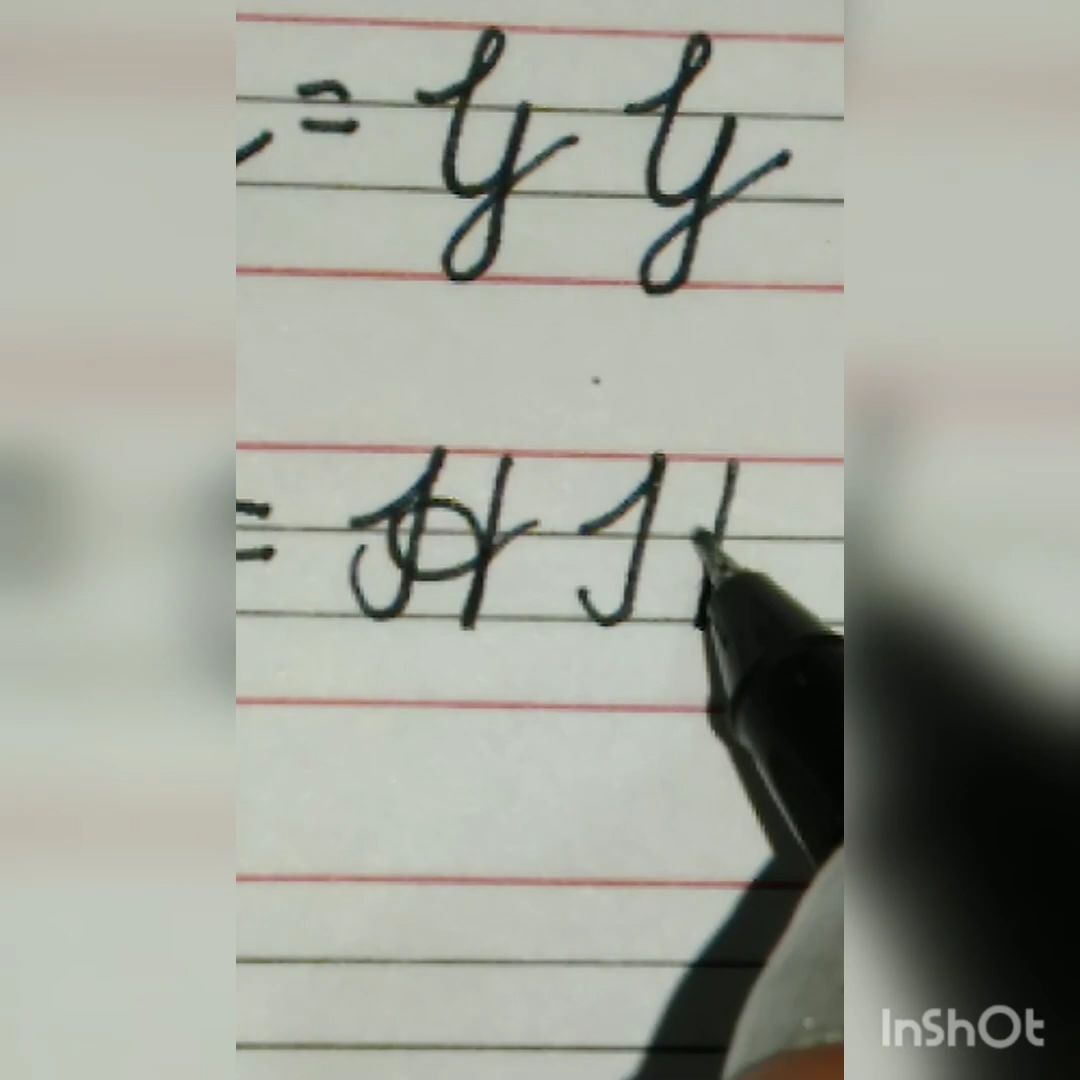 = Y Y
= H H
InShOt